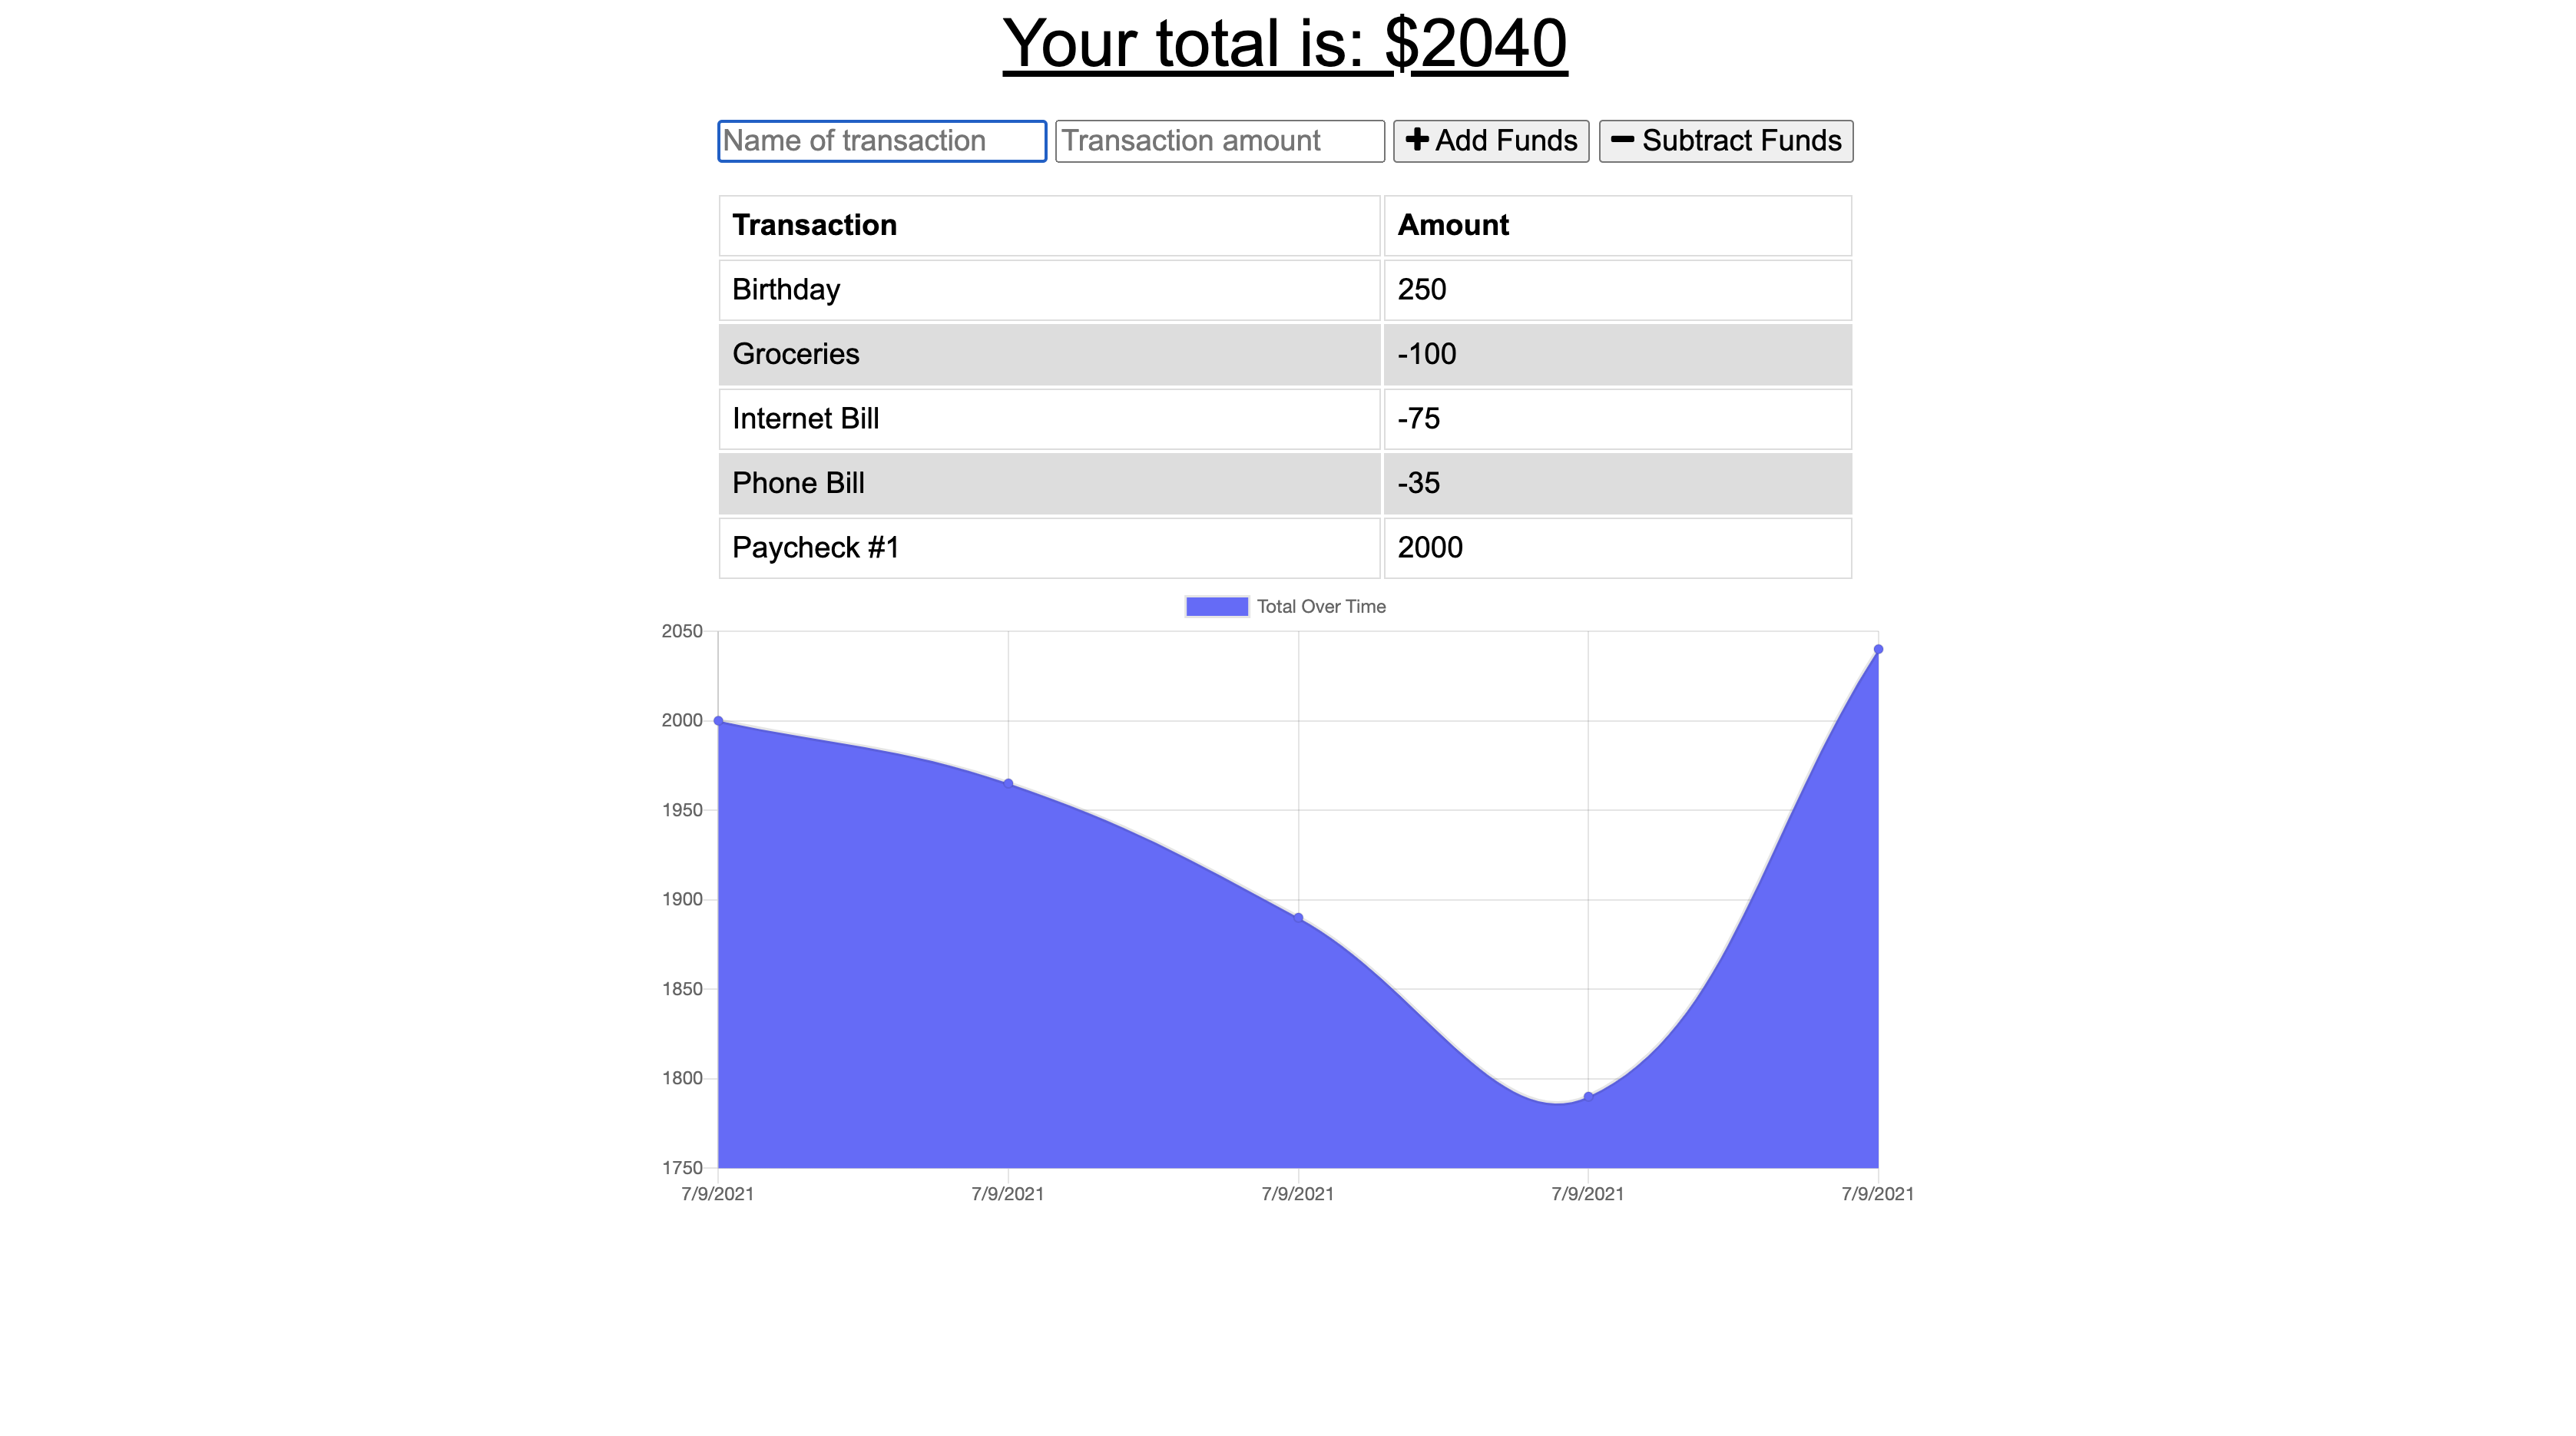 Your total is: $2040
Name of transaction Transaction amount Add Funds Subtract Funds
Transaction Amount
Birthday 250
Groceries -100
Internet Bill -75
Phone Bill -35
Paycheck #1 2000
Total Over Time
2050
2000
1950
1900
1850
1800
1750
7/9/2021 7/9/2021 7/9/2021 7/9/2021 7/9/2021